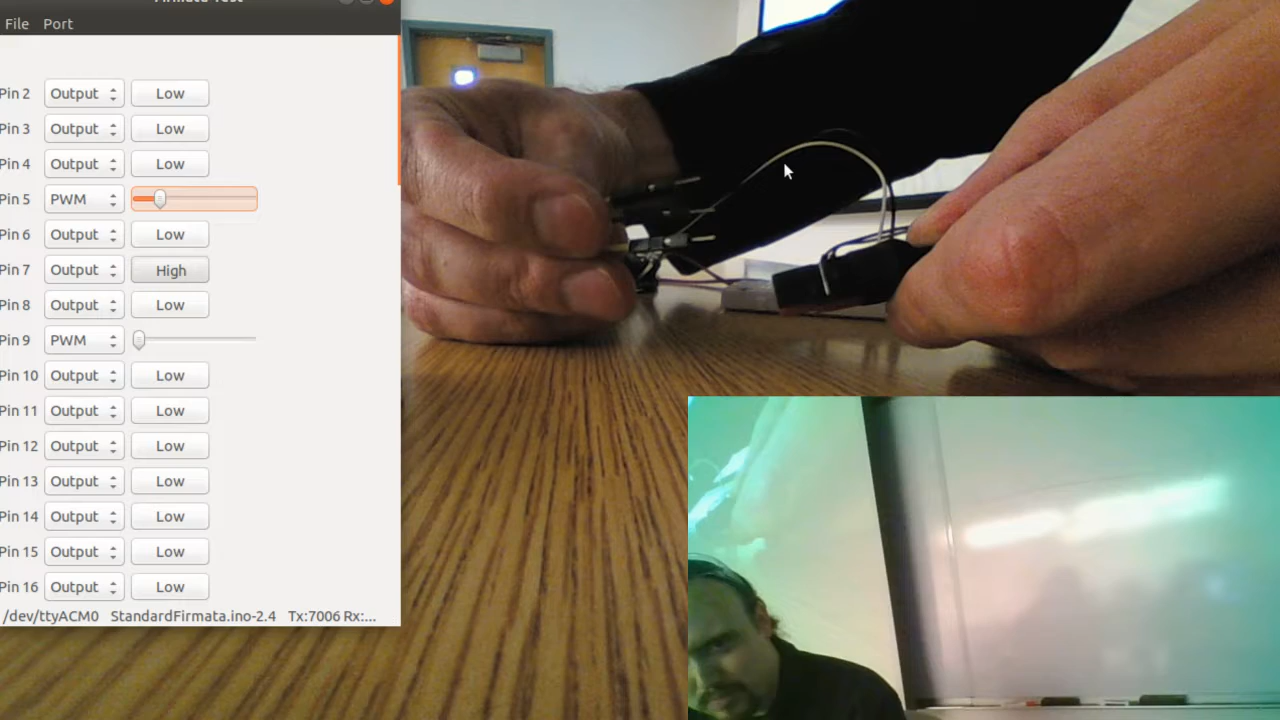 Firmata Test
File Port
Pin 2 Output Low
Pin 3 Output Low
Pin 4 Output Low
Pin 5 PWM
Pin 6 Output Low
Pin 7 Output High
Pin 8 Output Low
Pin 9 PWM
Pin 10 Output Low
Pin 11 Output Low
Pin 12 Output Low
Pin 13 Output Low
Pin 14 Output Low
Pin 15 Output Low
Pin 16 Output Low
/dev/ttyACM0 StandardFirmata.ino-2.4 Tx:7006 Rx:...